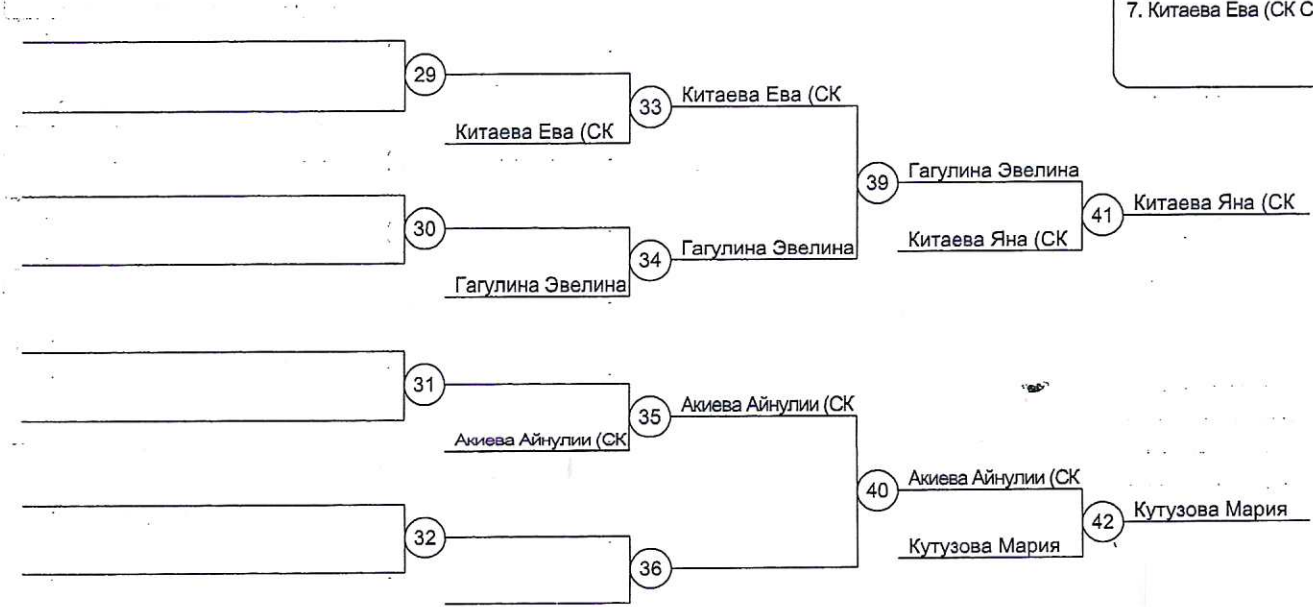 7. Китаева Ева (СК С
29
33
Китаева Ева (СК
Китаева Ева (СК
39
Гагулина Эвелина
30
34
Гагулина Эвелина
Гагулина Эвелина
41
Китаева Яна (СК
Китаева Яна (СК
31
35
Акиева Айнулии (СК
Акиева Айнулии (СК
40
Акиева Айнулии (СК
32
36
42
Кутузова Мария
Кутузова Мария